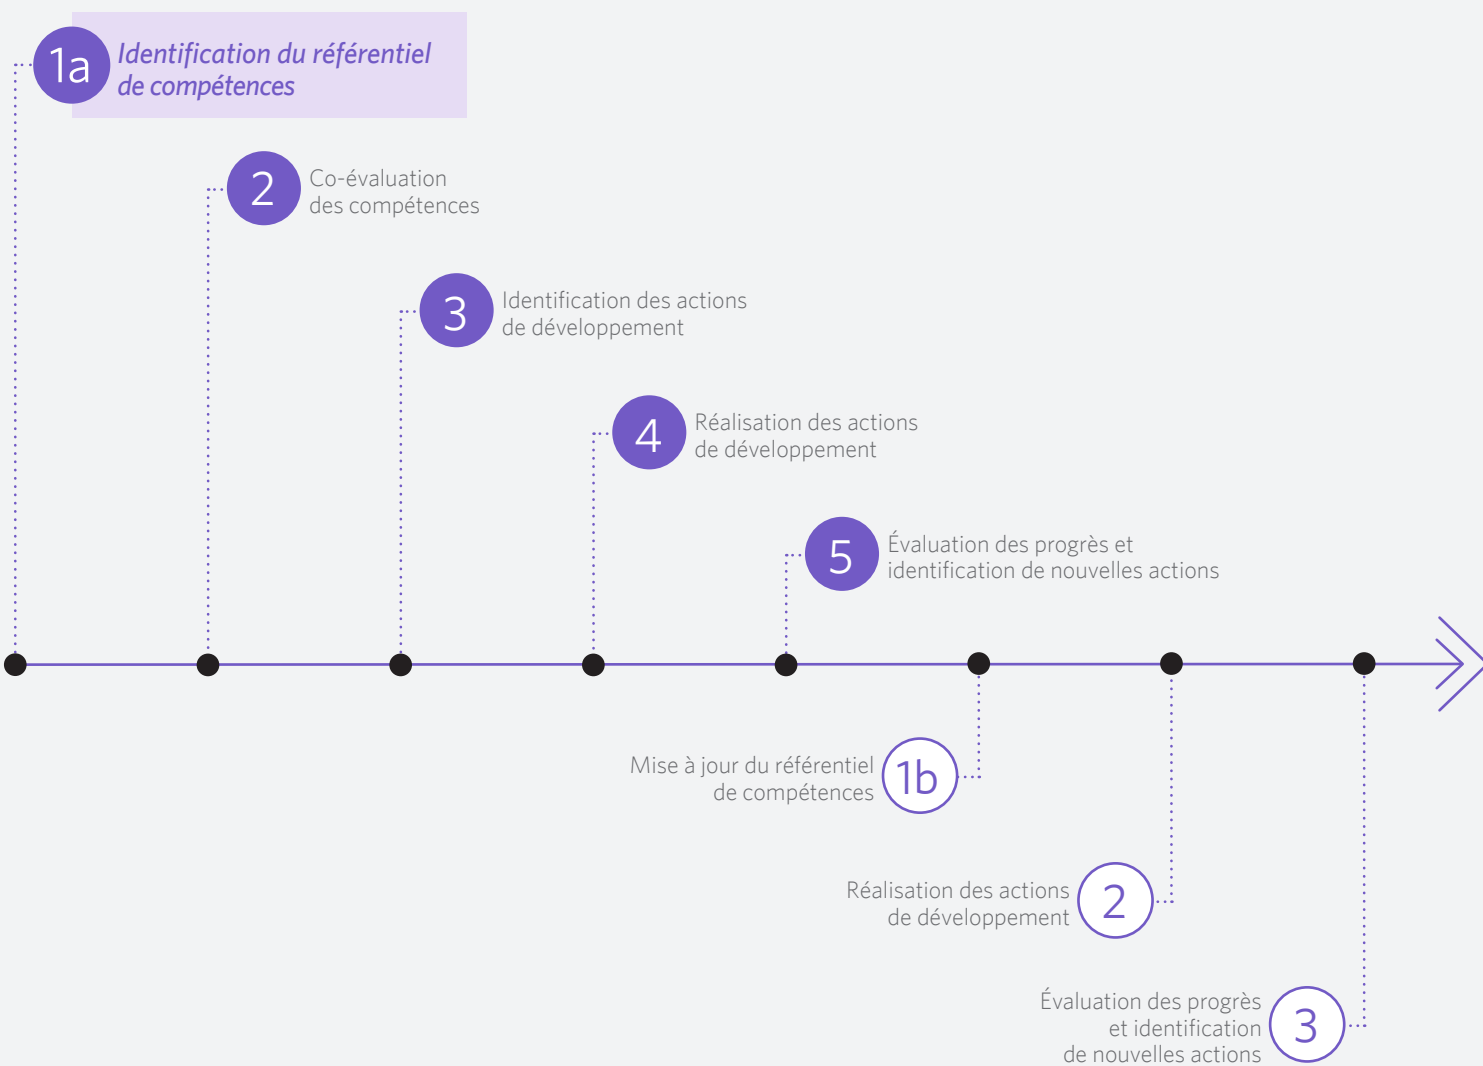 1a
Identification du référentiel
de compétences
2
Co-évaluation
des compétences
3
Identification des actions
de développement
4
Réalisation des actions
de développement
5
Évaluation des progrès et
identification de nouvelles actions
Mise à jour du référentiel
de compétences
1b
Réalisation des actions
de développement
2
Évaluation des progrès
et identification
de nouvelles actions
3